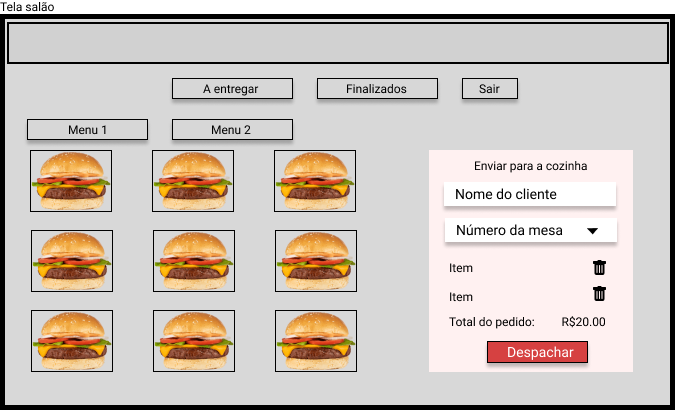 Tela salão
A entregar
Finalizados
Sair
Menu 1
Menu 2
Enviar para a cozinha
Nome do cliente
Número da mesa
Item
Item
Total do pedido: R$20.00
Despachar